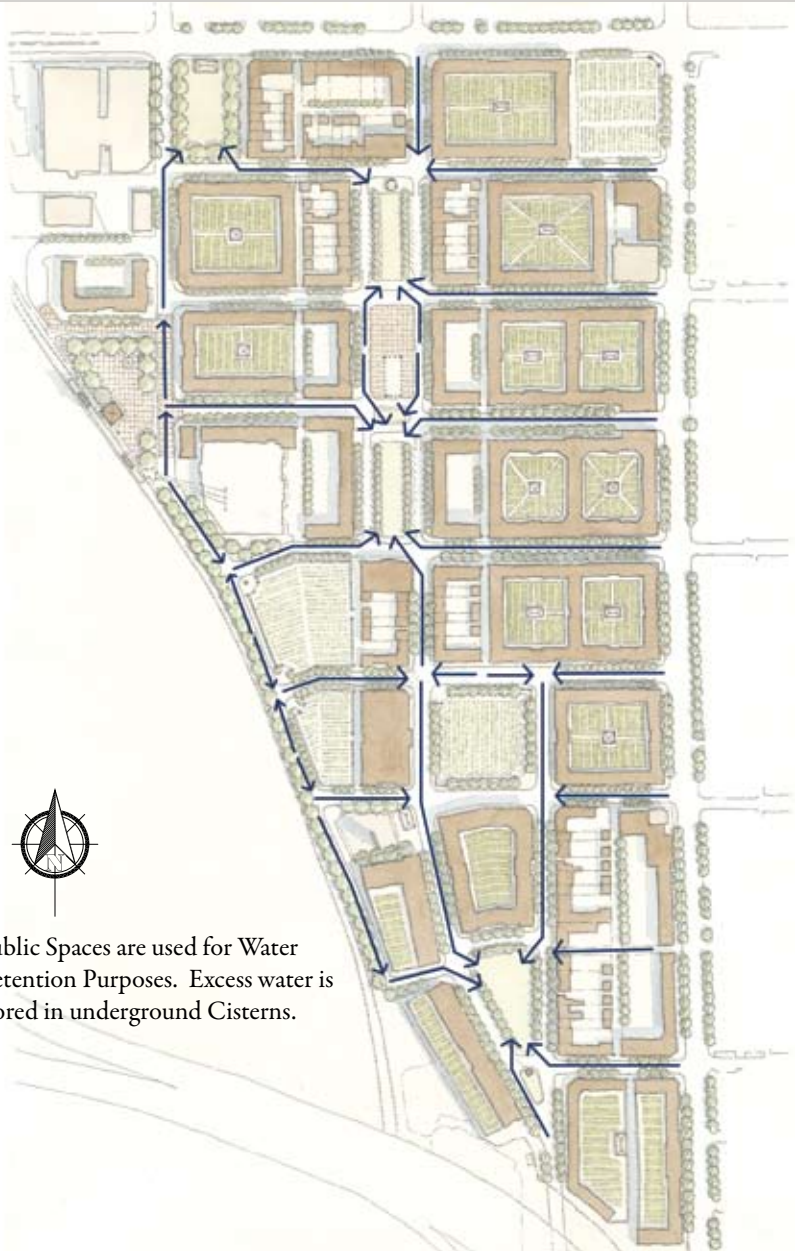 N
ublic Spaces are used for Water
etention Purposes.  Excess water is
ored in underground Cisterns.